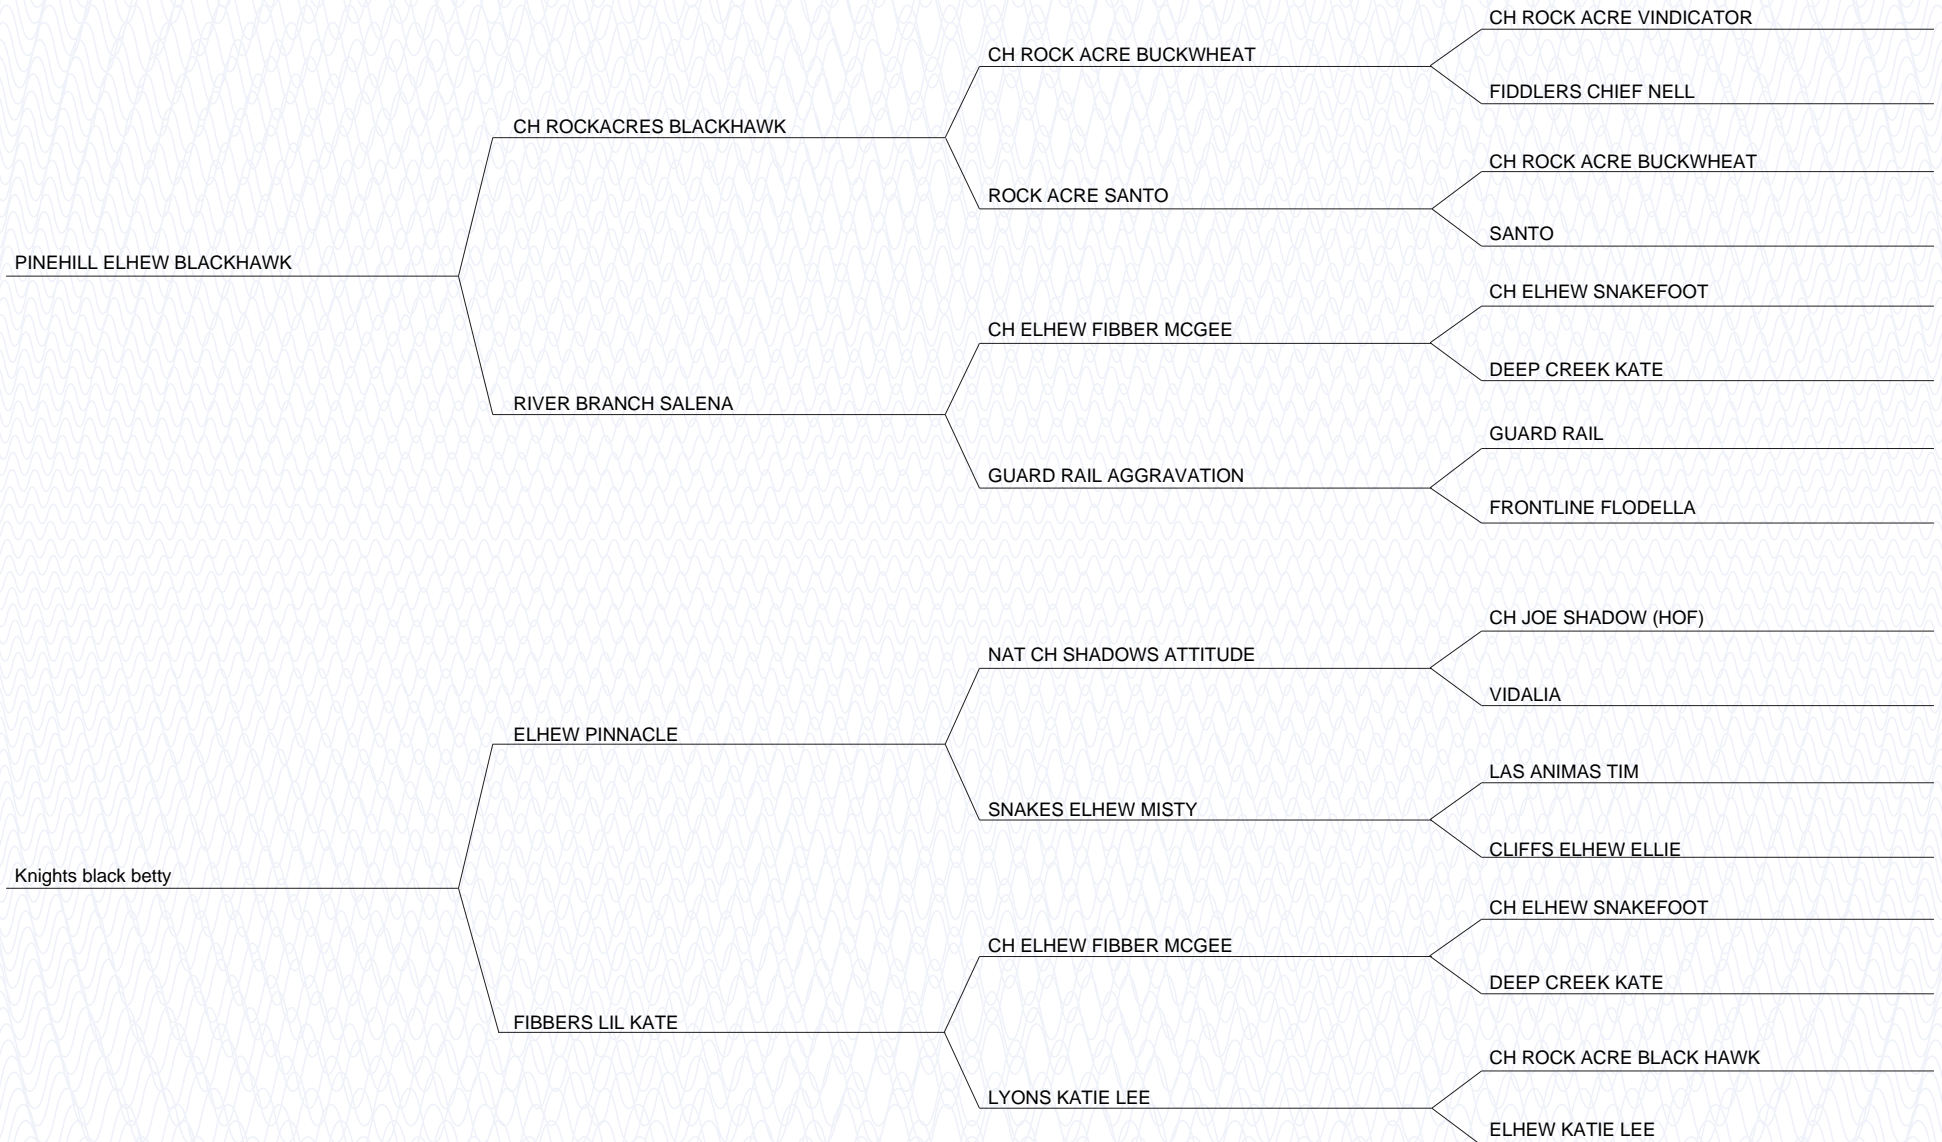 CH ROCK ACRE VINDICATOR
CH ROCK ACRE BUCKWHEAT
FIDDLERS CHIEF NELL
CH ROCKACRES BLACKHAWK
CH ROCK ACRE BUCKWHEAT
ROCK ACRE SANTO
SANTO
PINEHILL ELHEW BLACKHAWK
CH ELHEW SNAKEFOOT
CH ELHEW FIBBER MCGEE
DEEP CREEK KATE
RIVER BRANCH SALENA
GUARD RAIL
GUARD RAIL AGGRAVATION
FRONTLINE FLODELLA
CH JOE SHADOW (HOF)
NAT CH SHADOWS ATTITUDE
VIDALIA
ELHEW PINNACLE
LAS ANIMAS TIM
SNAKES ELHEW MISTY
CLIFFS ELHEW ELLIE
Knights black betty
CH ELHEW SNAKEFOOT
CH ELHEW FIBBER MCGEE
DEEP CREEK KATE
FIBBERS LIL KATE
CH ROCK ACRE BLACK HAWK
LYONS KATIE LEE
ELHEW KATIE LEE